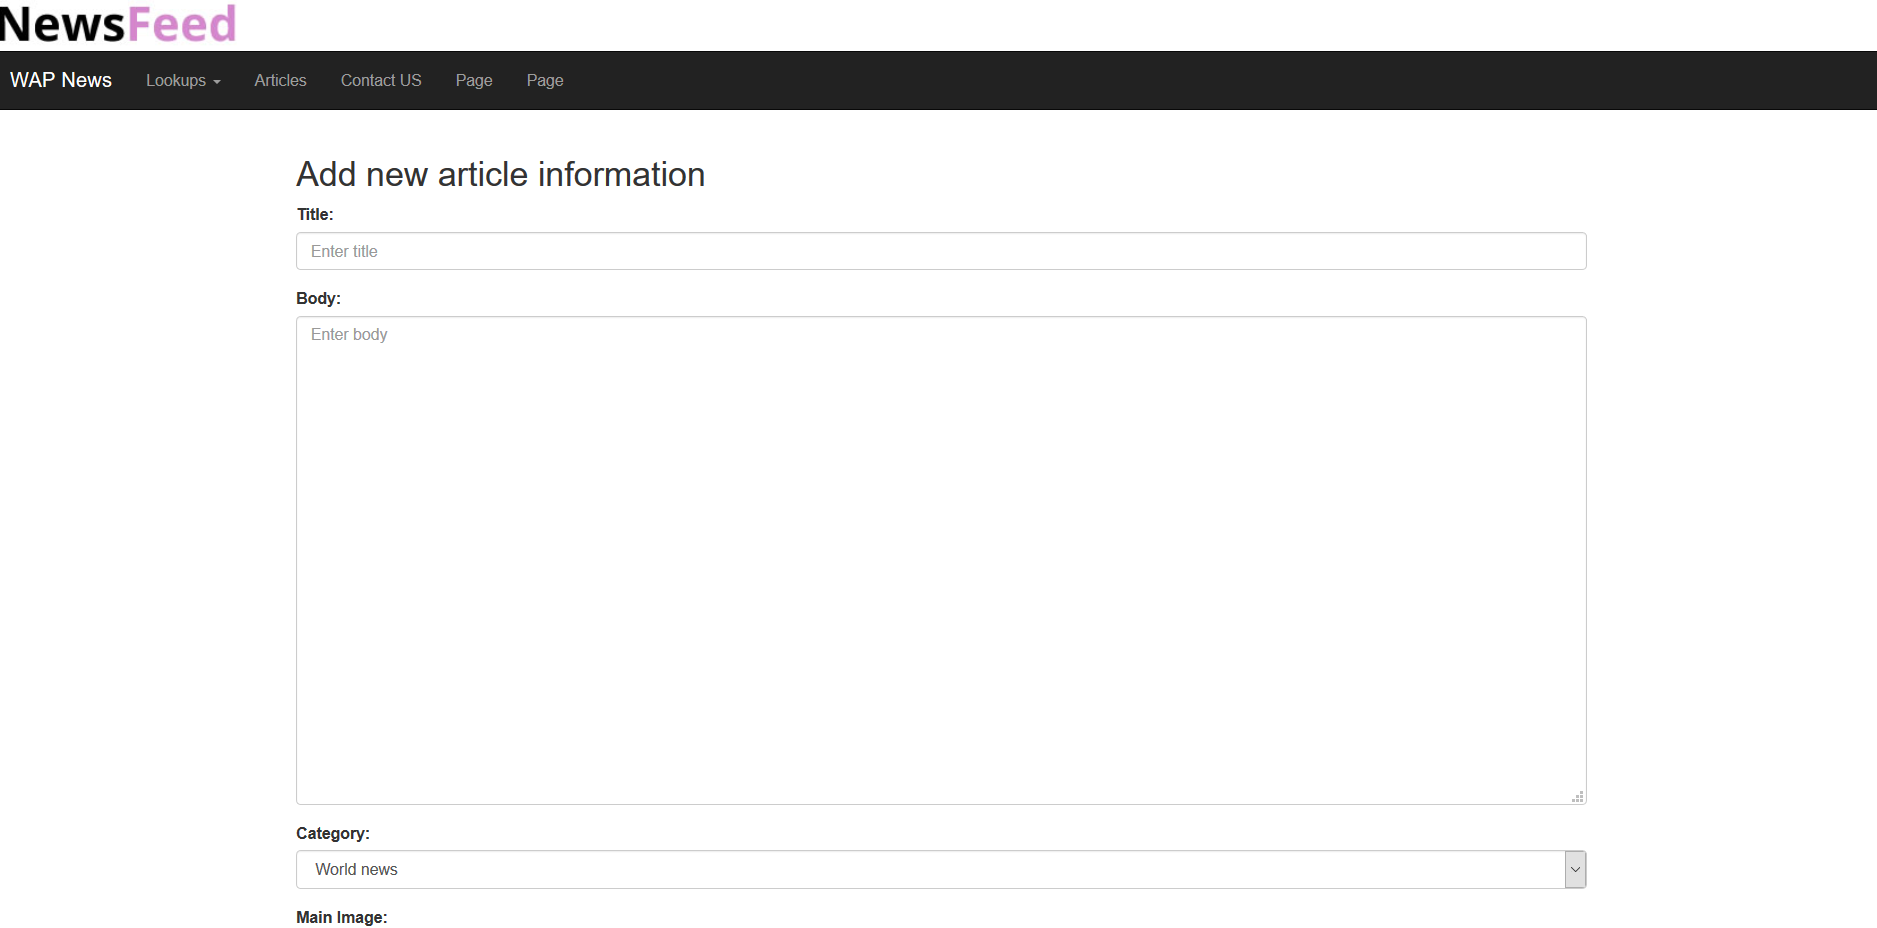 NewsFeed
WAP News Lookups Articles Contact US Page Page
Add new article information
Title:
Enter title
Body:
Enter body
Category:
World news
Main Image: